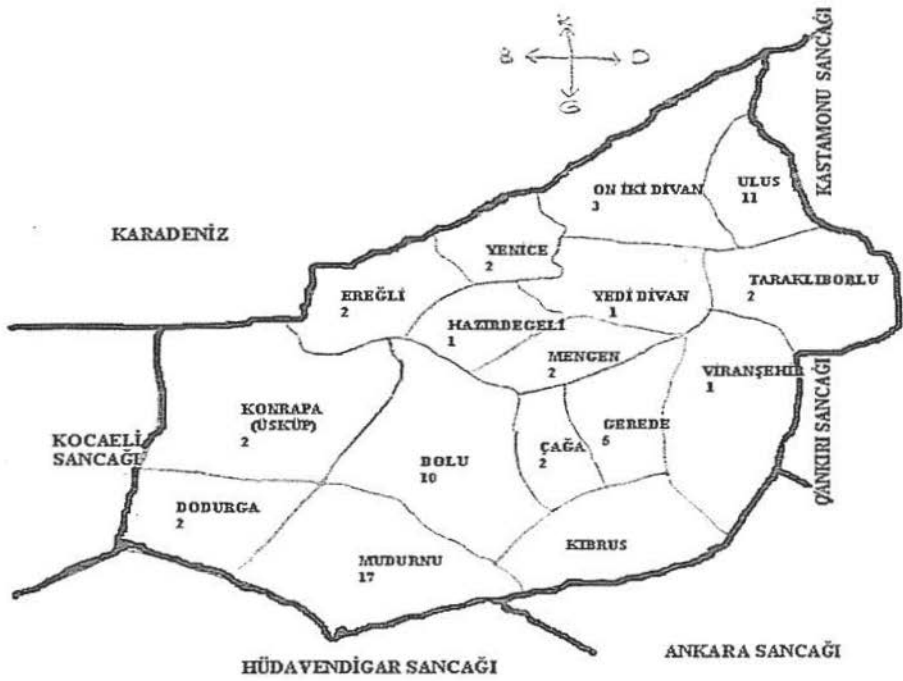 K
B D
G
KASTAMONU SANCAĞI
ON İKİ DİVAN
3
ULUS
11
KARADENİZ
YENİCE
2
TARAKLIBORLU
2
EREĞLİ
2
YEDİ DİVAN
1
HAZIRDEGELİ
1
MENGEN
2
VİRANŞEHİR
1
ÇANKIRI SANCAĞI
KONRAPA
(ÜSKÜP)
2
GEREDE
6
KOCAELİ
SANCAĞI
ÇAĞA
2
BOLU
10
DODURGA
2
KIBRUS
MUDURNU
17
ANKARA SANCAĞI
HÜDAVENDİGAR SANCAĞI